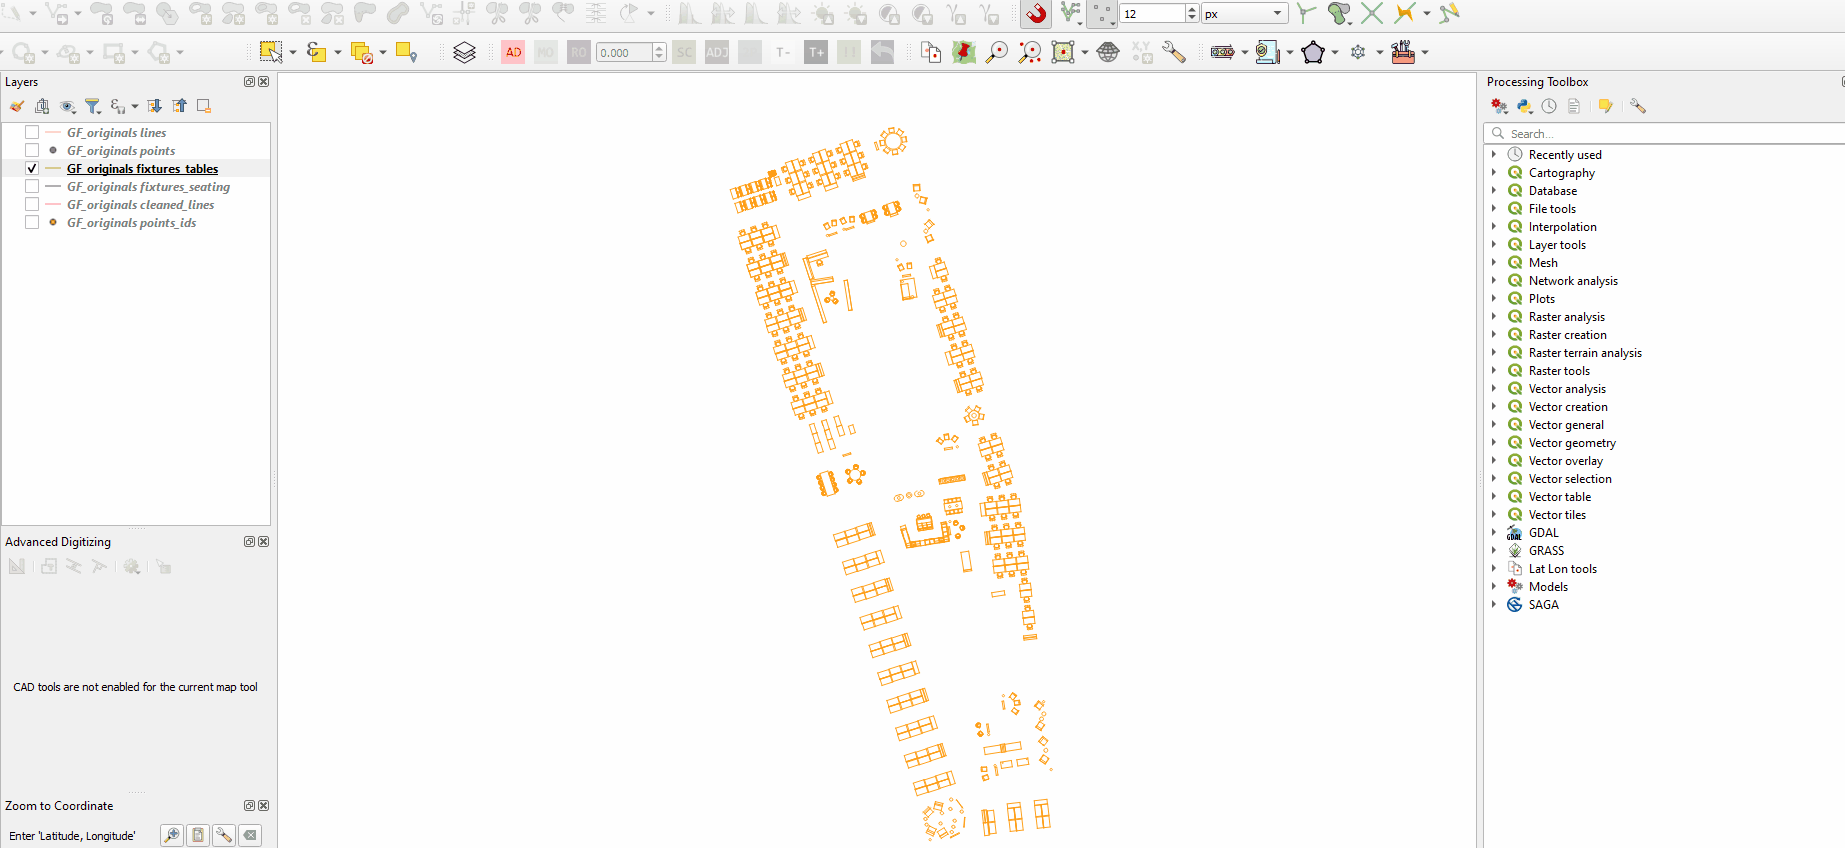 12
px
AD
MO
RO
0.000
SC
ADJ
T-
T+
X,Y
Layers
Processing Toolbox
GF_originals lines
GF_originals points
GF_originals fixtures_tables
GF_originals fixtures_seating
GF_originals cleaned_lines
GF_originals points_ids
Search...
Recently used
Cartography
Database
File tools
Interpolation
Layer tools
Mesh
Network analysis
Plots
Raster analysis
Raster creation
Raster terrain analysis
Raster tools
Vector analysis
Vector creation
Vector general
Vector geometry
Vector overlay
Vector selection
Vector table
Vector tiles
GDAL
GRASS
Lat Lon tools
Models
SAGA
Advanced Digitizing
CAD tools are not enabled for the current map tool
Zoom to Coordinate
Enter 'Latitude, Longitude'